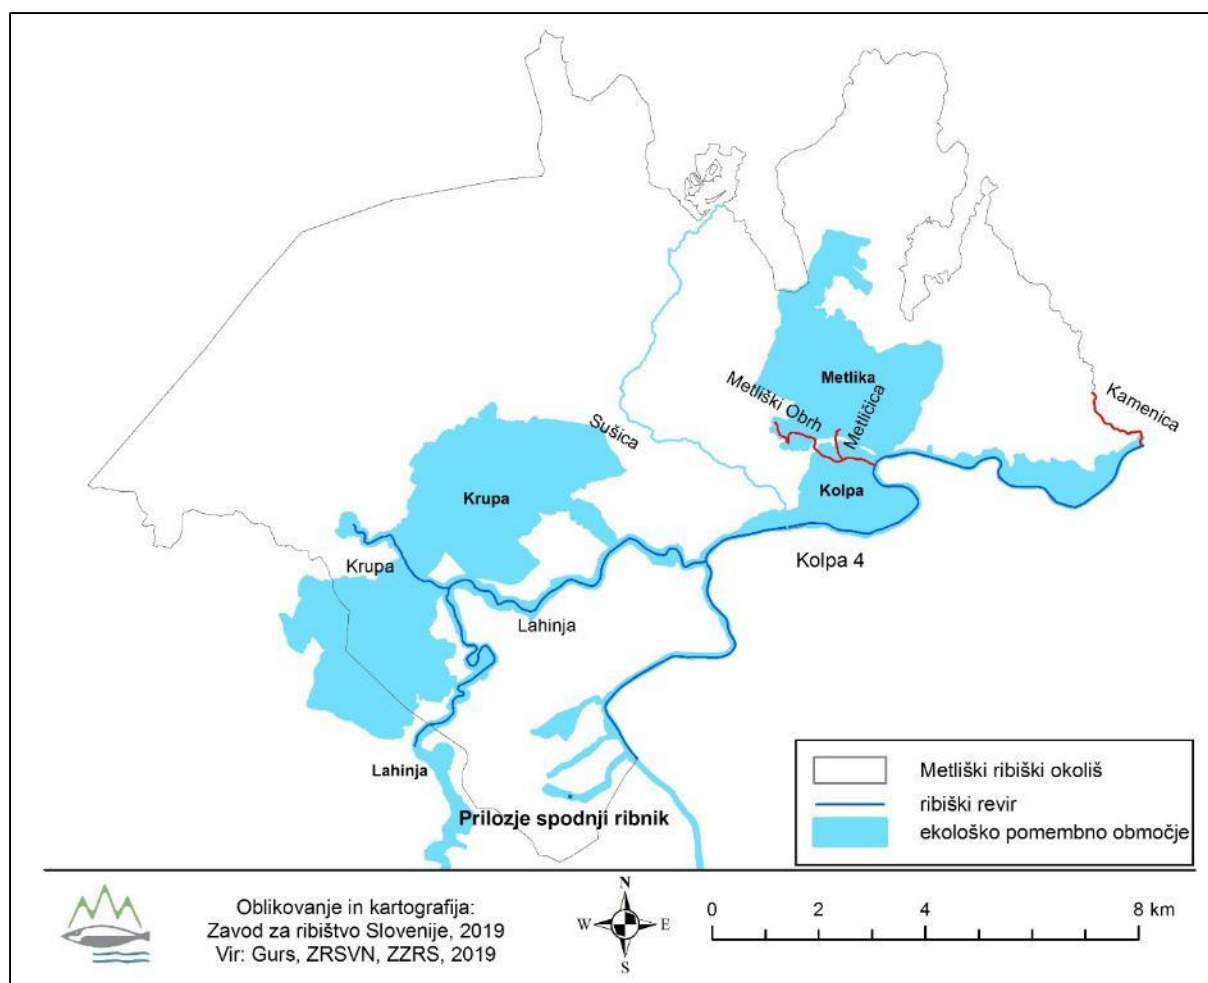 Metlika
Metliški Obrh
Metličica
Kamenica
Sušica
Krupa
Kolpa
Kolpa 4
Krupa
Lahinja
Lahinja
Prilozje spodnji ribnik
Metliški ribiški okoliš
ribiški revir
ekološko pomembno območje
Oblikovanje in kartografija:
Zavod za ribištvo Slovenije, 2019
Vir: Gurs, ZRSVN, ZZRS, 2019
N
W
E
S
0 2 4 8 km